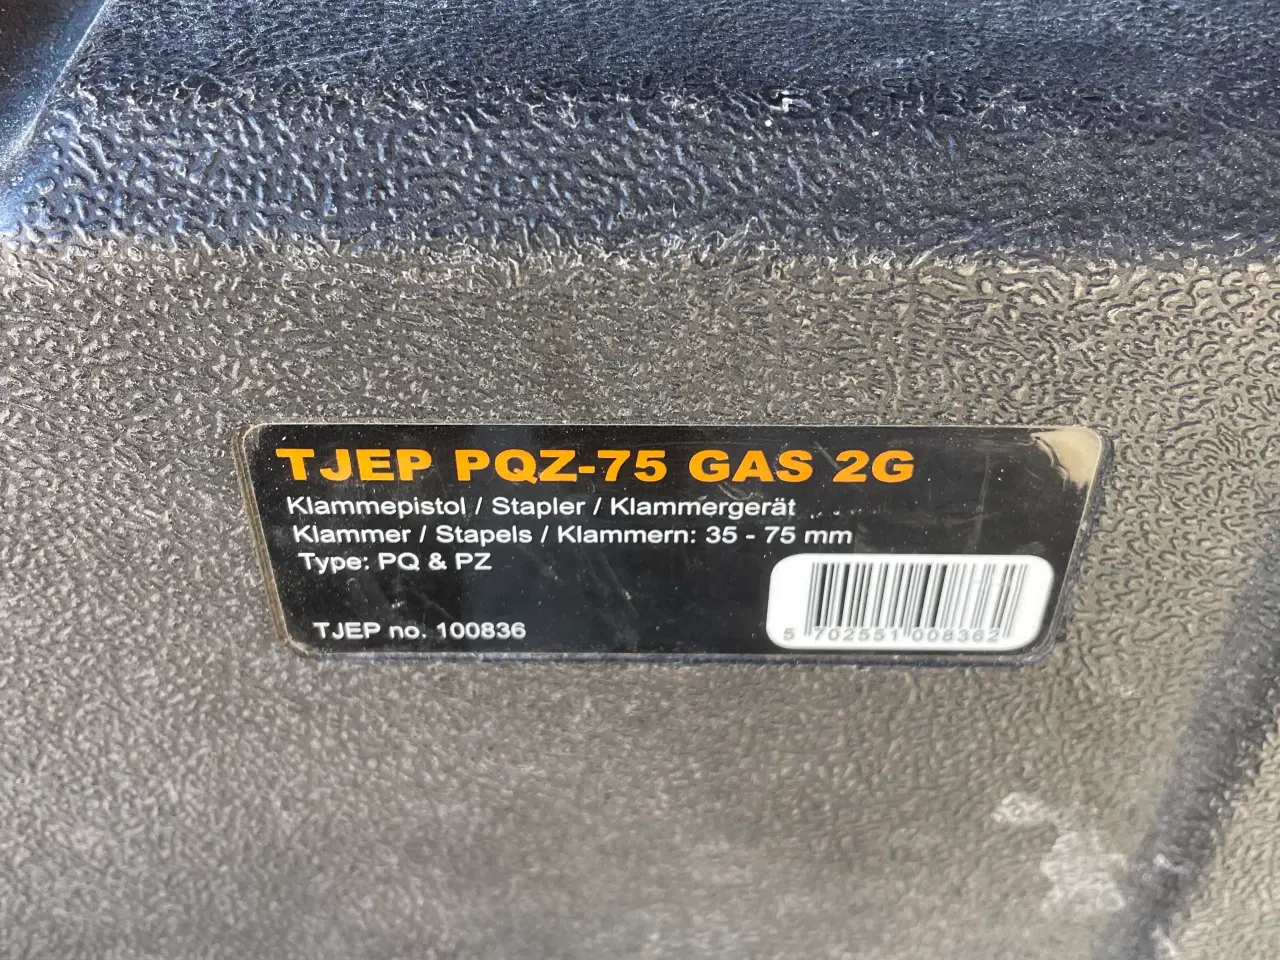 TJEP PQZ-75 GAS 2G
Klammepistol / Stapler / Klammergerät
Klammer / Stapels / Klammern: 35 - 75 mm
Type: PQ & PZ
TJEP no. 100836
5 702551 008362